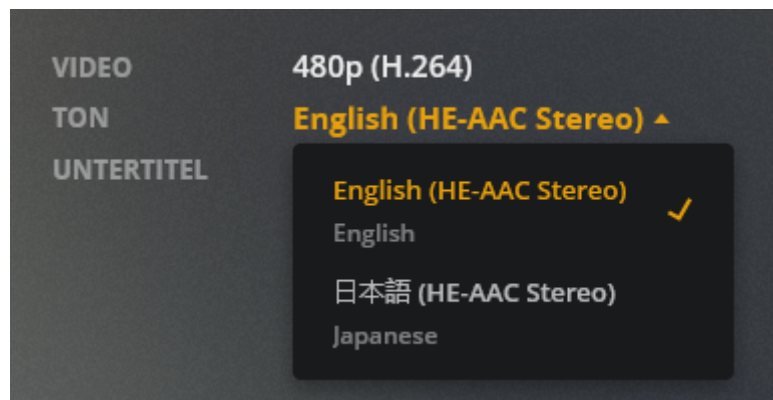 VIDEO 480p (H.264)
TON English (HE-AAC Stereo)
UNTERTITEL
English (HE-AAC Stereo)
English
日本語 (HE-AAC Stereo)
Japanese